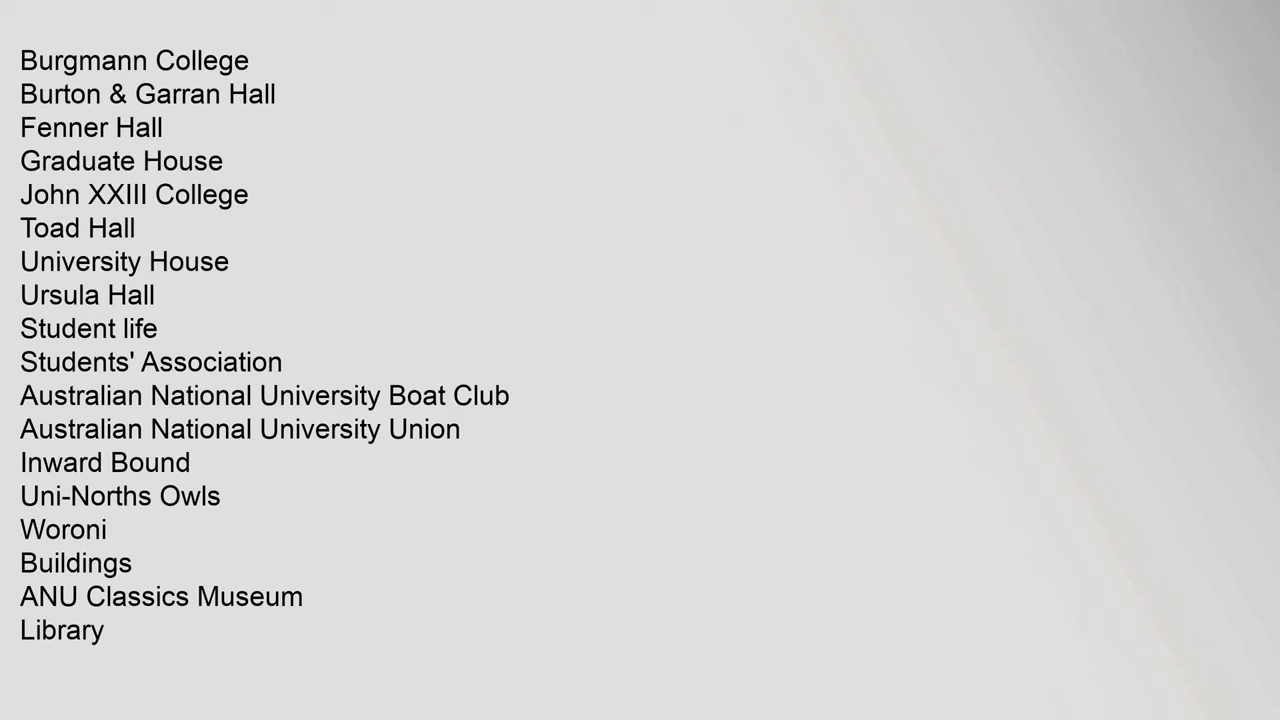 Burgmann College
Burton & Garran Hall
Fenner Hall
Graduate House
John XXIII College
Toad Hall
University House
Ursula Hall
Student life
Students' Association
Australian National University Boat Club
Australian National University Union
Inward Bound
Uni-Norths Owls
Woroni
Buildings
ANU Classics Museum
Library